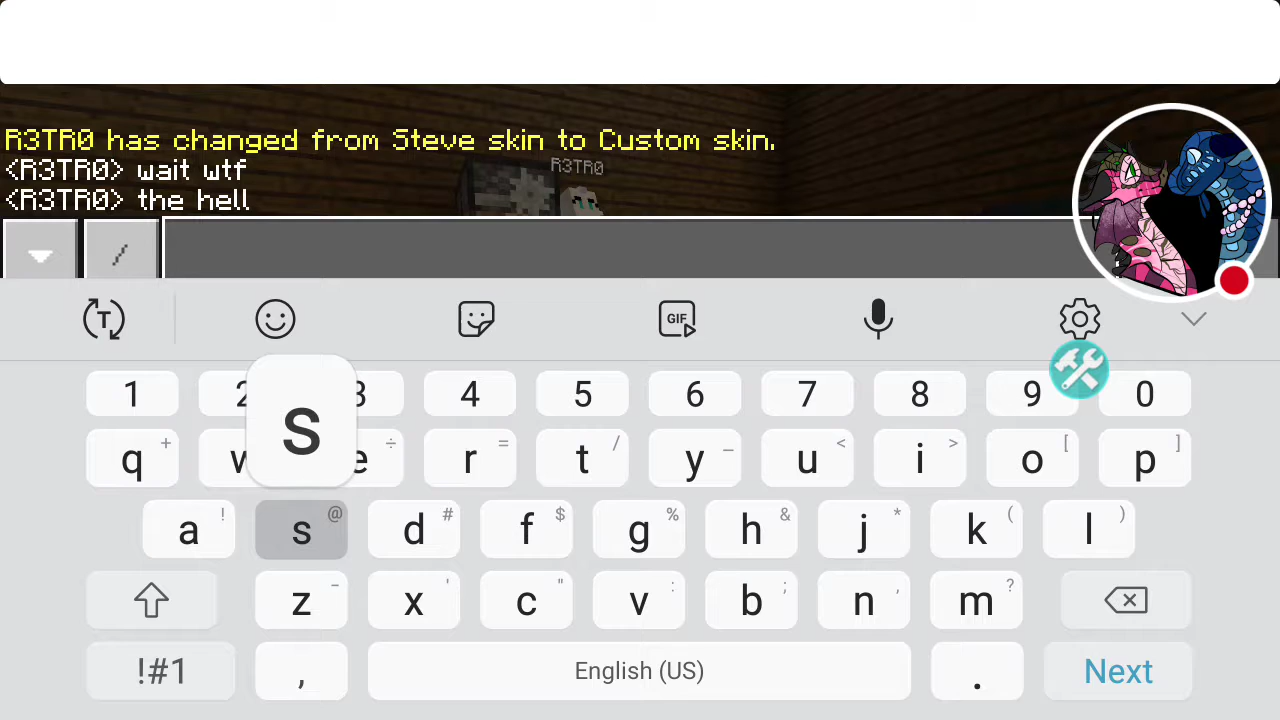 R3TR0 has changed from Steve skin to Custom skin.
<R3TR0> wait wtf
R3TR0
<R3TR0> the hell
/
T
GIF
1 2 3 4 5 6 7 8 9 0
s
q + w e ÷ r = t / y _ u < i > o [ p ]
a ! s @ d # f $ g % h & j * k ( l )
z - x ' c " v : b ; n , m ?
!#1 , English (US) . Next